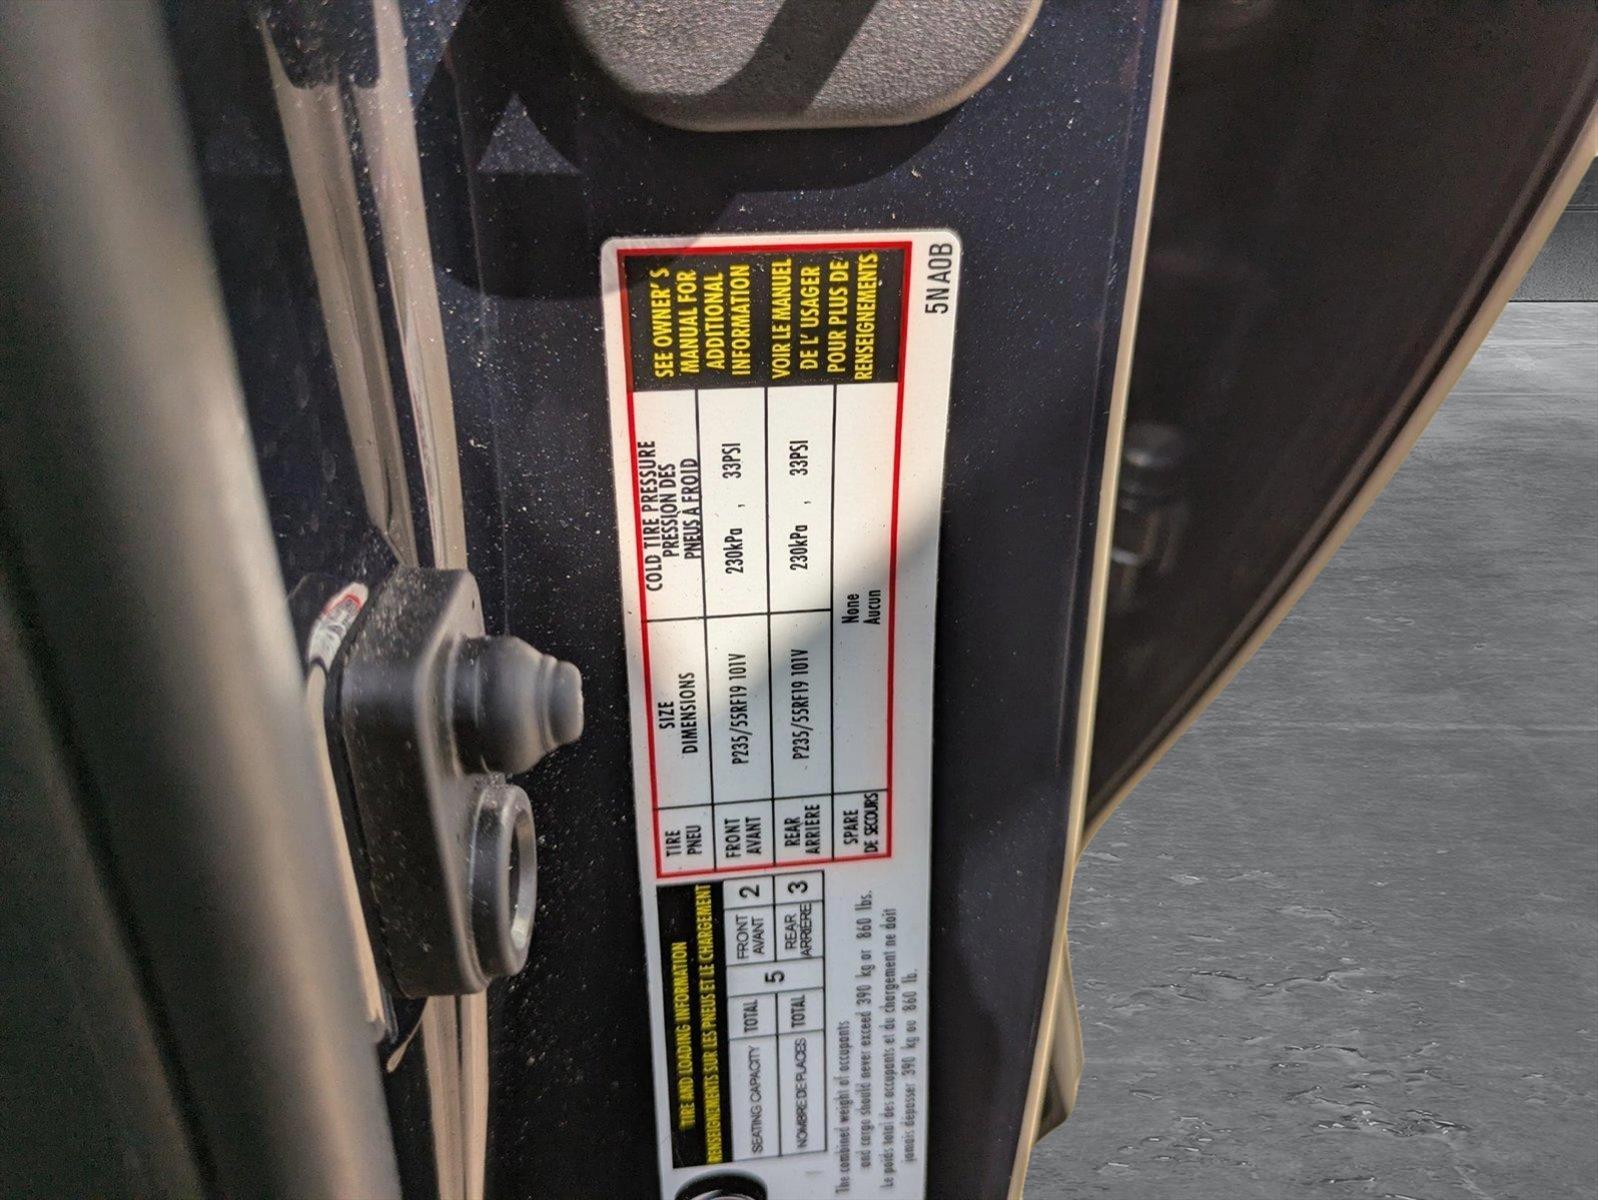 TIRE AND LOADING INFORMATION
RENSEIGNEMENTS SUR LES PNEUS ET LE CHARGEMENT
SEATING CAPACITY TOTAL 5 FRONT 2
AVANT
NOMBRE DE PLACES TOTAL REAR 3
ARRIÈRE
The combined weight of occupants
and cargo should never exceed 390 kg or 860 lbs.
Le poids total des occupants et du chargement ne doit
jamais dépasser 390 kg ou 860 lb.
TIRE
PNEU
SIZE
DIMENSIONS
COLD TIRE PRESSURE
PRESSION DES
PNEUS À FROID
FRONT
AVANT
P235/55RF19 101V
230kPa , 33PSI
REAR
ARRIERE
P235/55RF19 101V
230kPa , 33PSI
SPARE
DE SECOURS
None
Aucun
SEE OWNER'S
MANUAL FOR
ADDITIONAL
INFORMATION
VOIR LE MANUEL
DE L' USAGER
POUR PLUS DE
RENSEIGNEMENTS
5NA0B